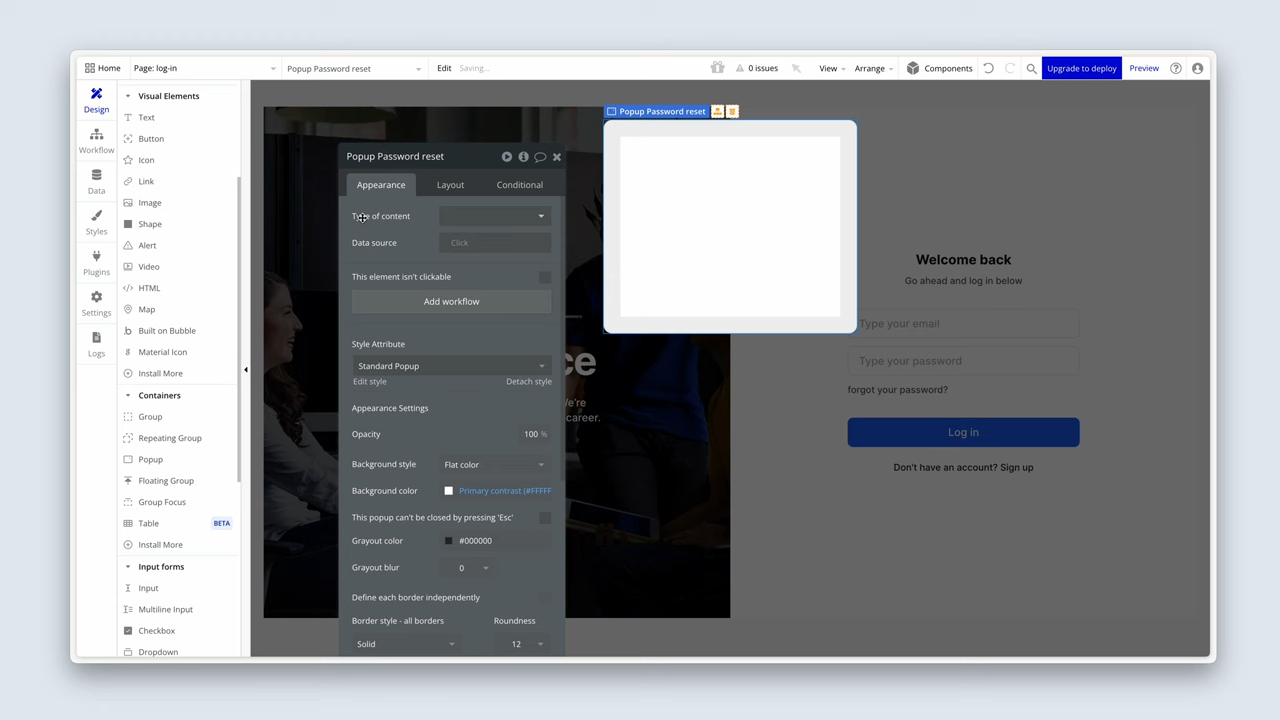 Home
Page: log-in
Popup Password reset
Edit
Saving...
0 issues
View
Arrange
Components
Upgrade to deploy
Preview
Design
Workflow
Data
Styles
Plugins
Settings
Logs
Visual Elements
Text
Button
Icon
Link
Image
Shape
Alert
Video
HTML
Map
Built on Bubble
Material Icon
Install More
Containers
Group
Repeating Group
Popup
Floating Group
Group Focus
Table BETA
Install More
Input forms
Input
Multiline Input
Checkbox
Dropdown
Popup Password reset
Appearance
Layout
Conditional
Type of content
Data source
Click
This element isn't clickable
Add workflow
Style Attribute
Standard Popup
Edit style
Detach style
Appearance Settings
Opacity
100 %
Background style
Flat color
Background color
Primary contrast (#FFFFF
This popup can't be closed by pressing 'Esc'
Grayout color
#000000
Grayout blur
0
Define each border independently
Border style - all borders
Roundness
Solid
12
Popup Password reset
ce
We're
career.
Welcome back
Go ahead and log in below
Type your email
Type your password
forgot your password?
Log in
Don't have an account? Sign up